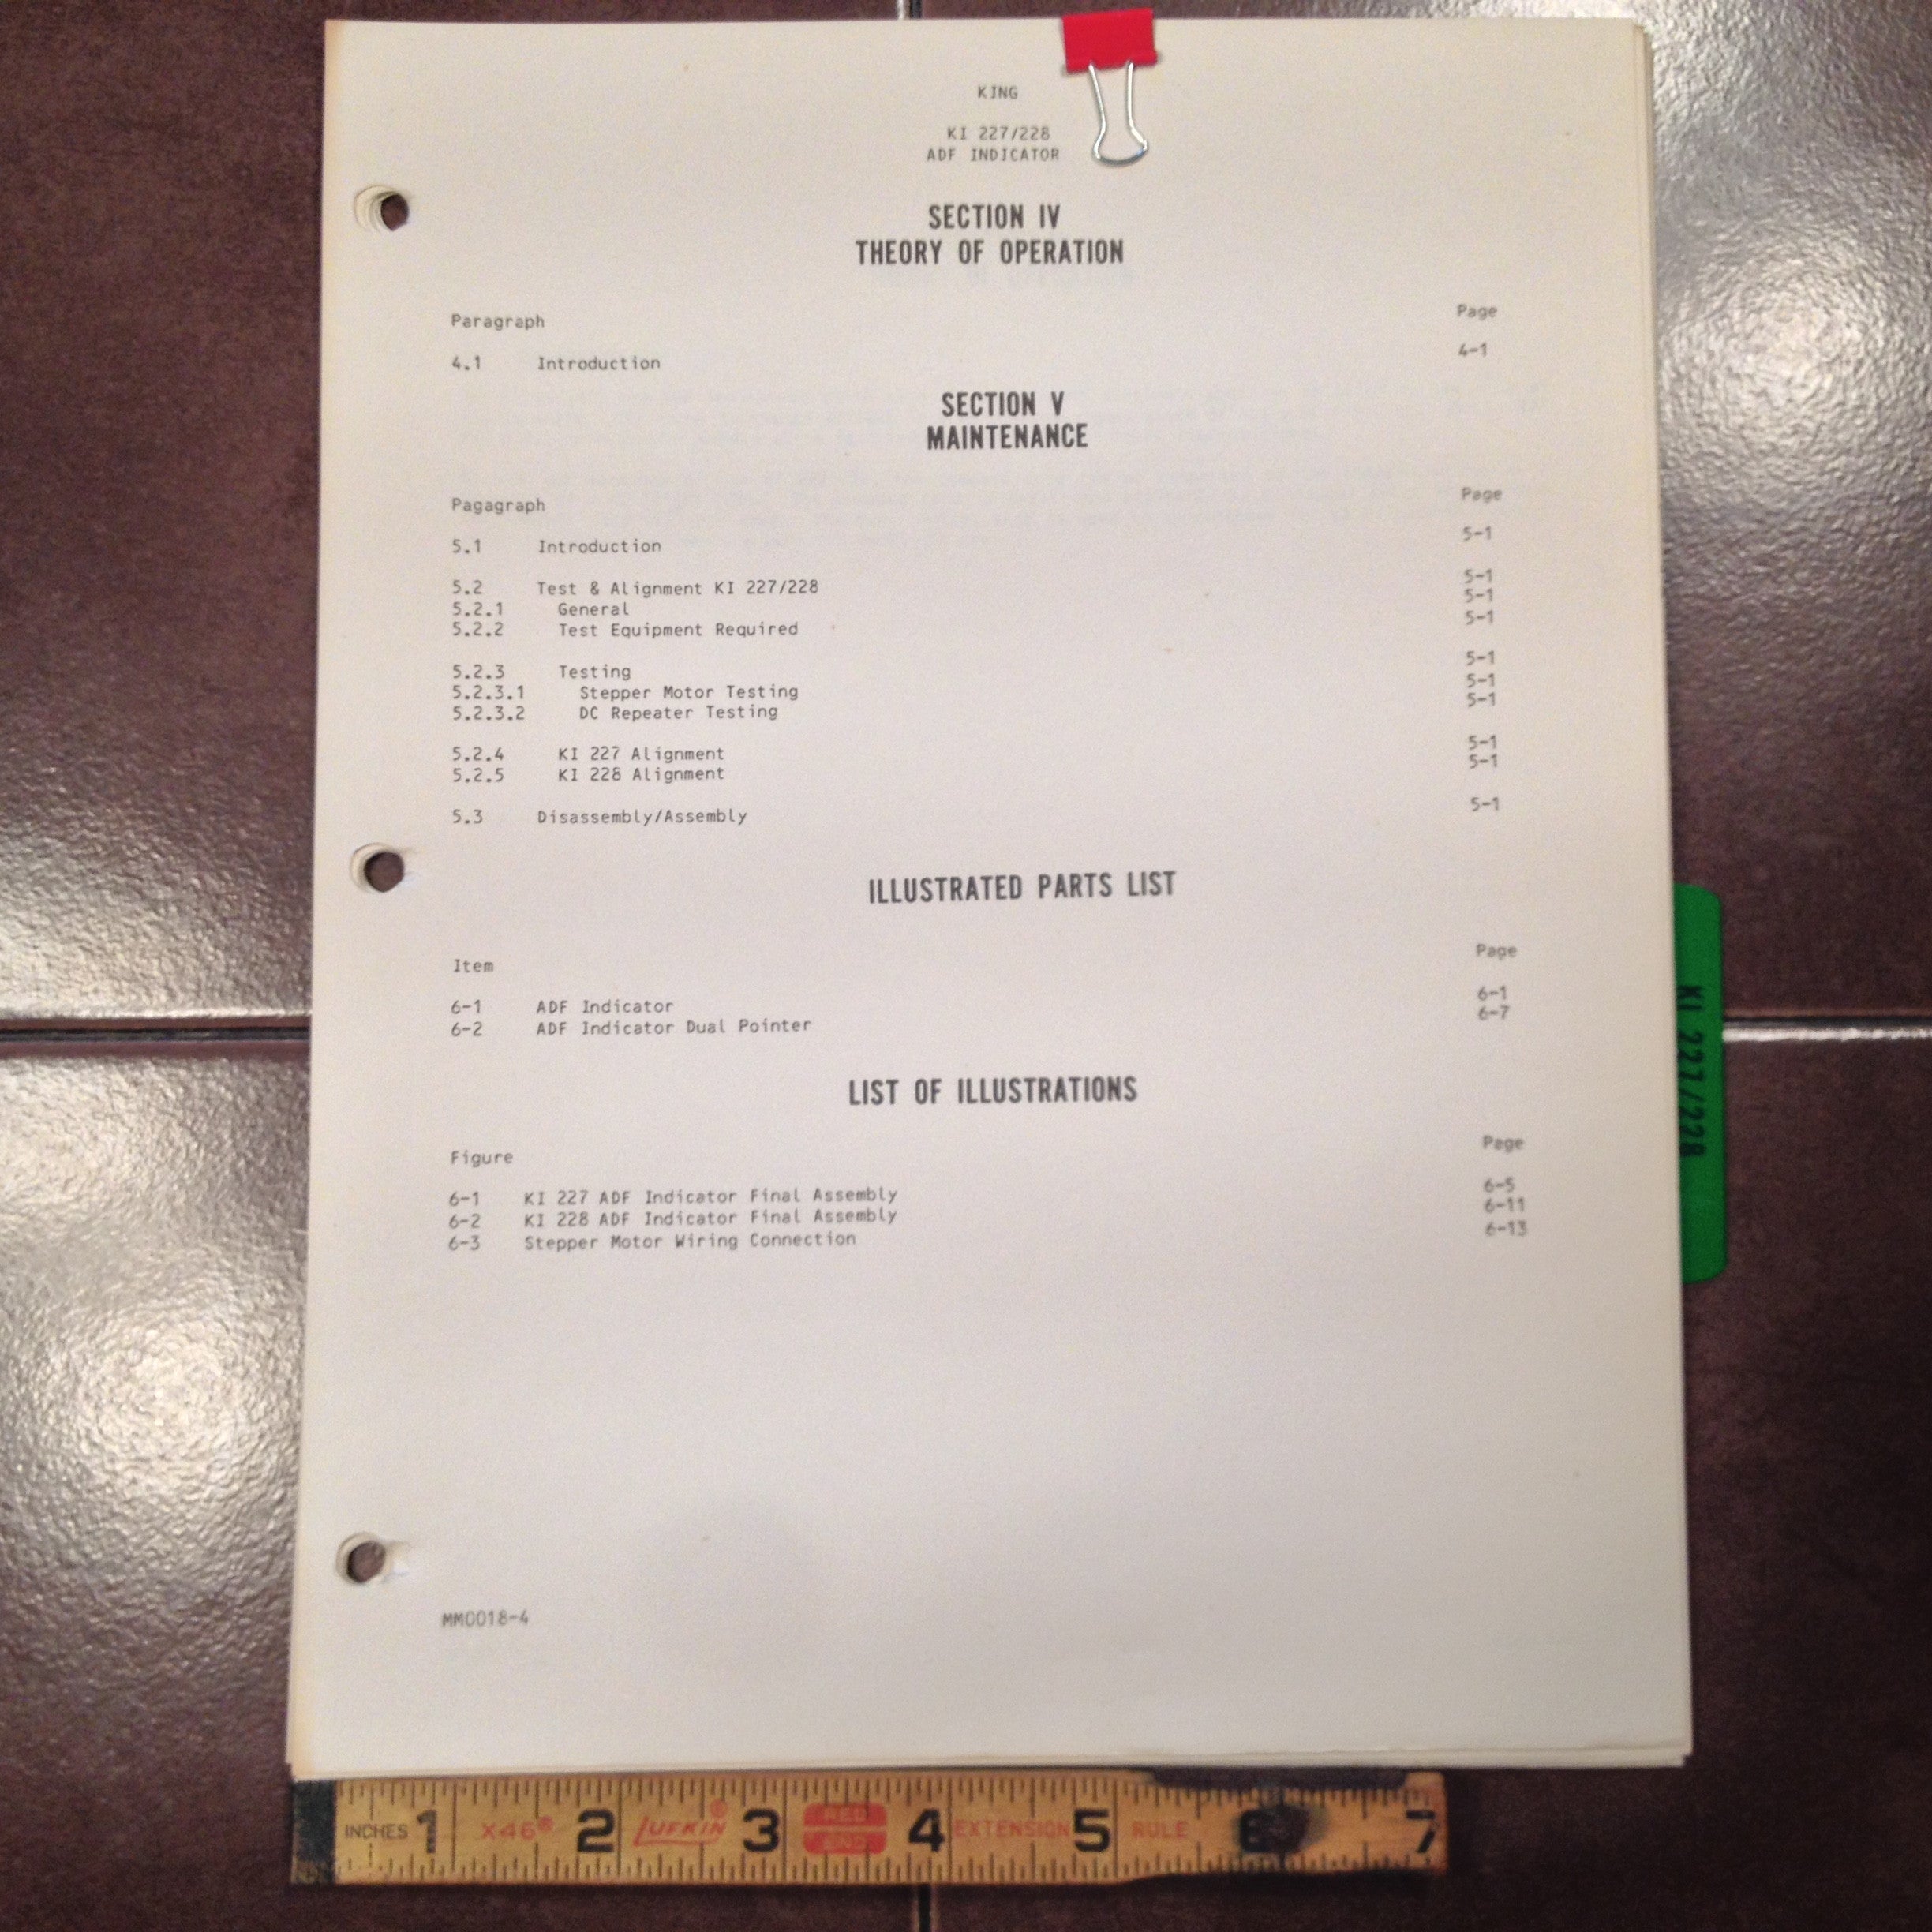 KING
KI 227/228
ADF INDICATOR
SECTION IV
THEORY OF OPERATION
Paragraph Page
4.1 Introduction 4-1
SECTION V
MAINTENANCE
Pagagraph Page
5.1 Introduction 5-1
5.2 Test & Alignment KI 227/228 5-1
5.2.1 General 5-1
5.2.2 Test Equipment Required 5-1
5.2.3 Testing 5-1
5.2.3.1 Stepper Motor Testing 5-1
5.2.3.2 DC Repeater Testing 5-1
5.2.4 KI 227 Alignment 5-1
5.2.5 KI 228 Alignment 5-1
5.3 Disassembly/Assembly 5-1
ILLUSTRATED PARTS LIST
Item Page
6-1 ADF Indicator 6-1
6-2 ADF Indicator Dual Pointer 6-7
LIST OF ILLUSTRATIONS
Figure Page
6-1 KI 227 ADF Indicator Final Assembly 6-5
6-2 KI 228 ADF Indicator Final Assembly 6-11
6-3 Stepper Motor Wiring Connection 6-13
MM0018-4
KI 227/228
INCHES 1 X46® 2 LUFKIN® 3 RED END 4 EXTENSION 5 RULE 6 7